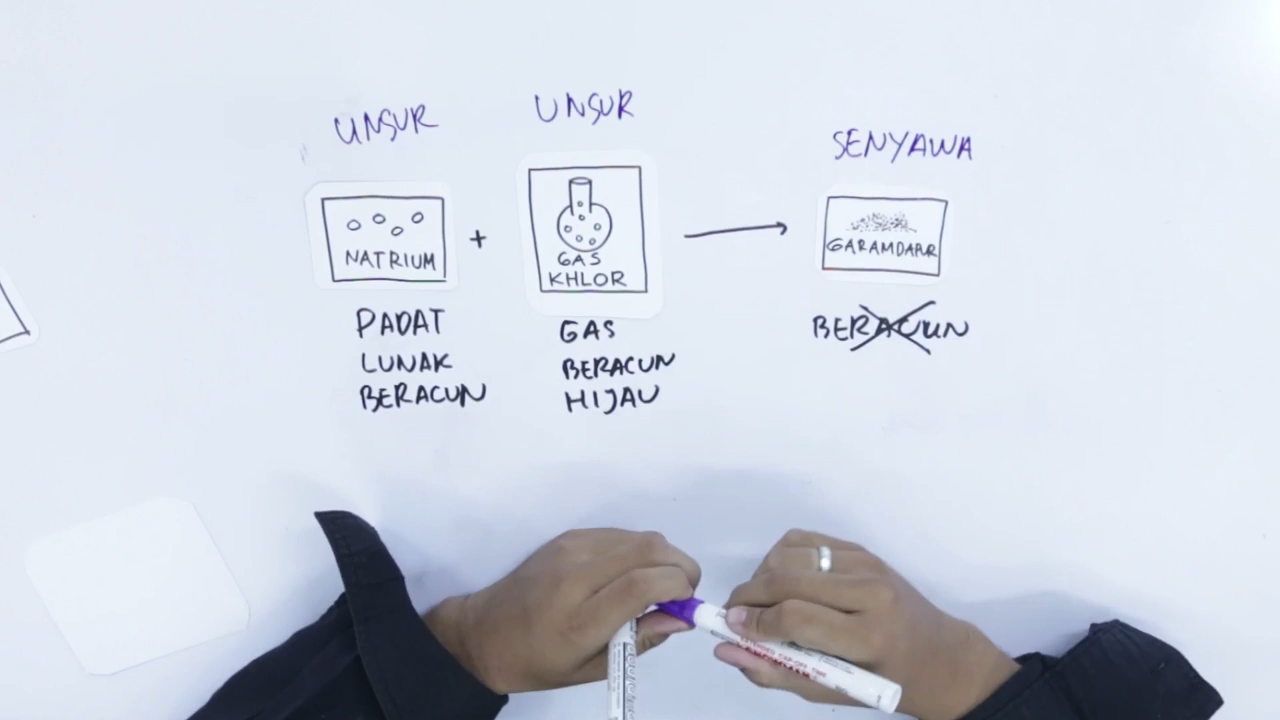 UNSUR
UNSUR
SENYAWA
NATRIUM
+
GAS
KHLOR
GARAMDAPUR
PADAT
LUNAK
BERACUN
GAS
BERACUN
HIJAU
BERACUN